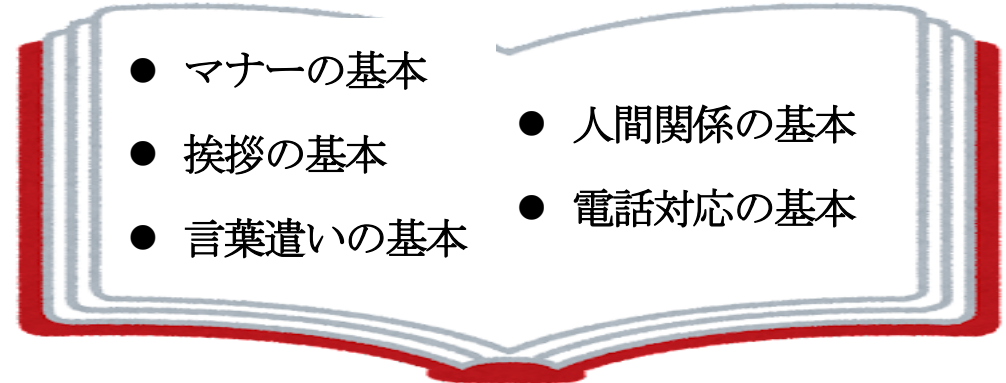 ● マナーの基本
● 挨拶の基本
● 言葉遣いの基本
● 人間関係の基本
● 電話対応の基本